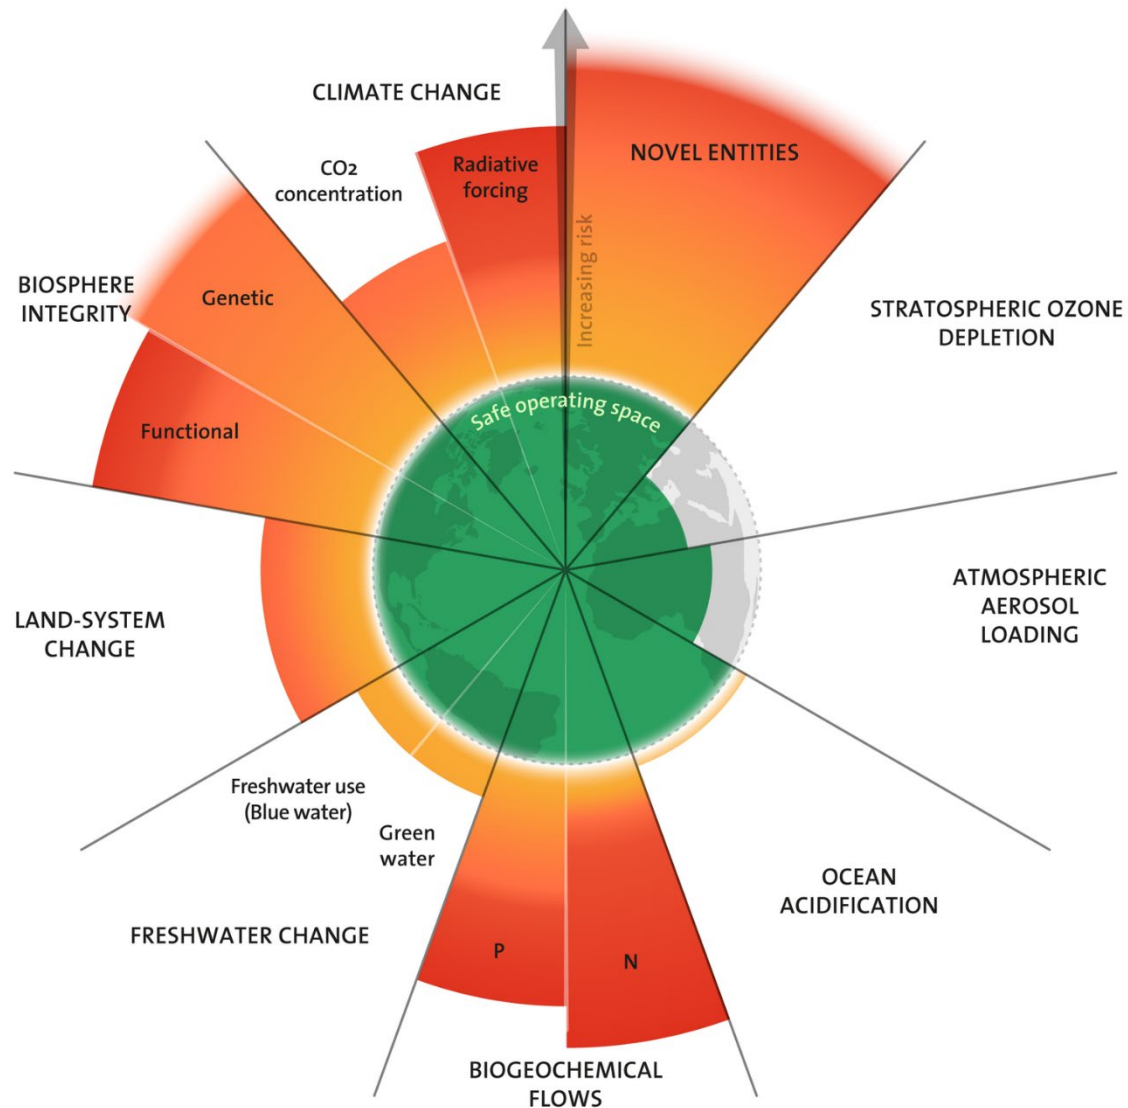 CLIMATE CHANGE
CO2
concentration
Radiative
forcing
NOVEL ENTITIES
Increasing risk
BIOSPHERE
INTEGRITY
Genetic
Functional
STRATOSPHERIC OZONE
DEPLETION
Safe operating space
LAND-SYSTEM
CHANGE
ATMOSPHERIC
AEROSOL
LOADING
Freshwater use
(Blue water)
Green
water
FRESHWATER CHANGE
OCEAN
ACIDIFICATION
P
N
BIOGEOCHEMICAL
FLOWS